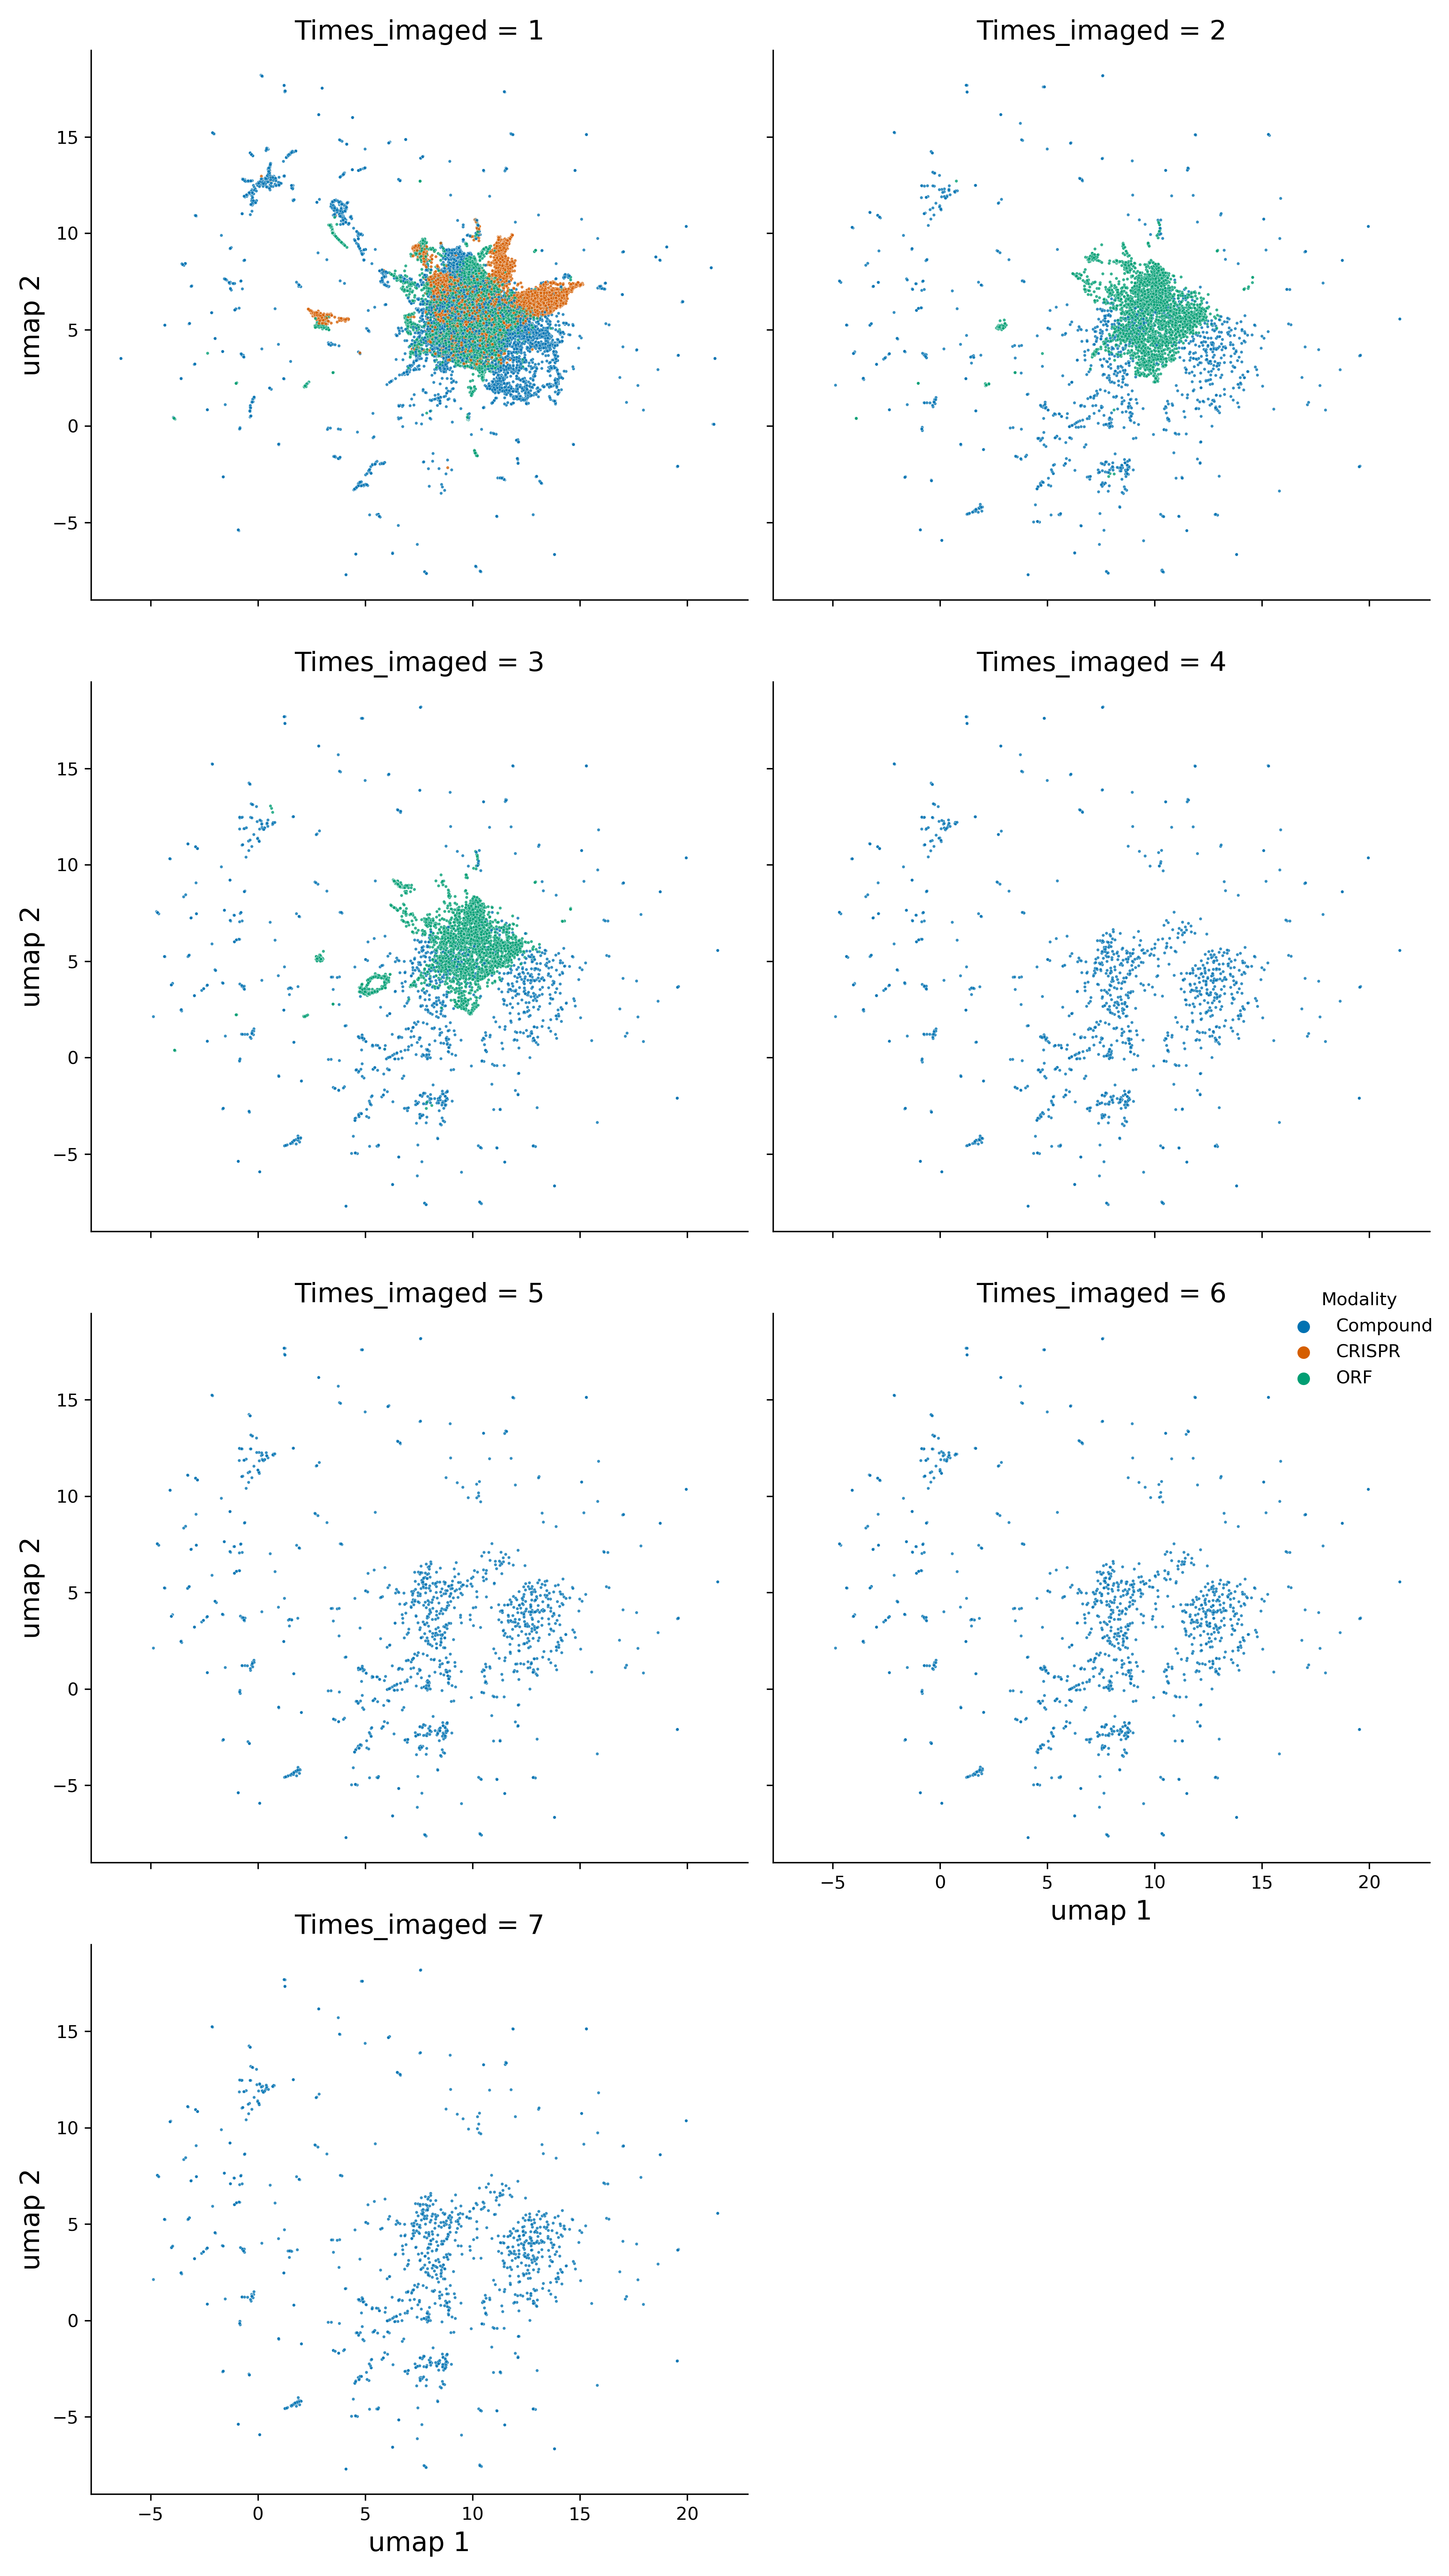 Times_imaged = 1
Times_imaged = 2
umap 2
15
10
5
0
−5
Times_imaged = 3
Times_imaged = 4
umap 2
15
10
5
0
−5
Times_imaged = 5
Times_imaged = 6
Modality
Compound
CRISPR
ORF
umap 2
15
10
5
0
−5
−5 0 5 10 15 20
umap 1
Times_imaged = 7
umap 2
15
10
5
0
−5
−5 0 5 10 15 20
umap 1